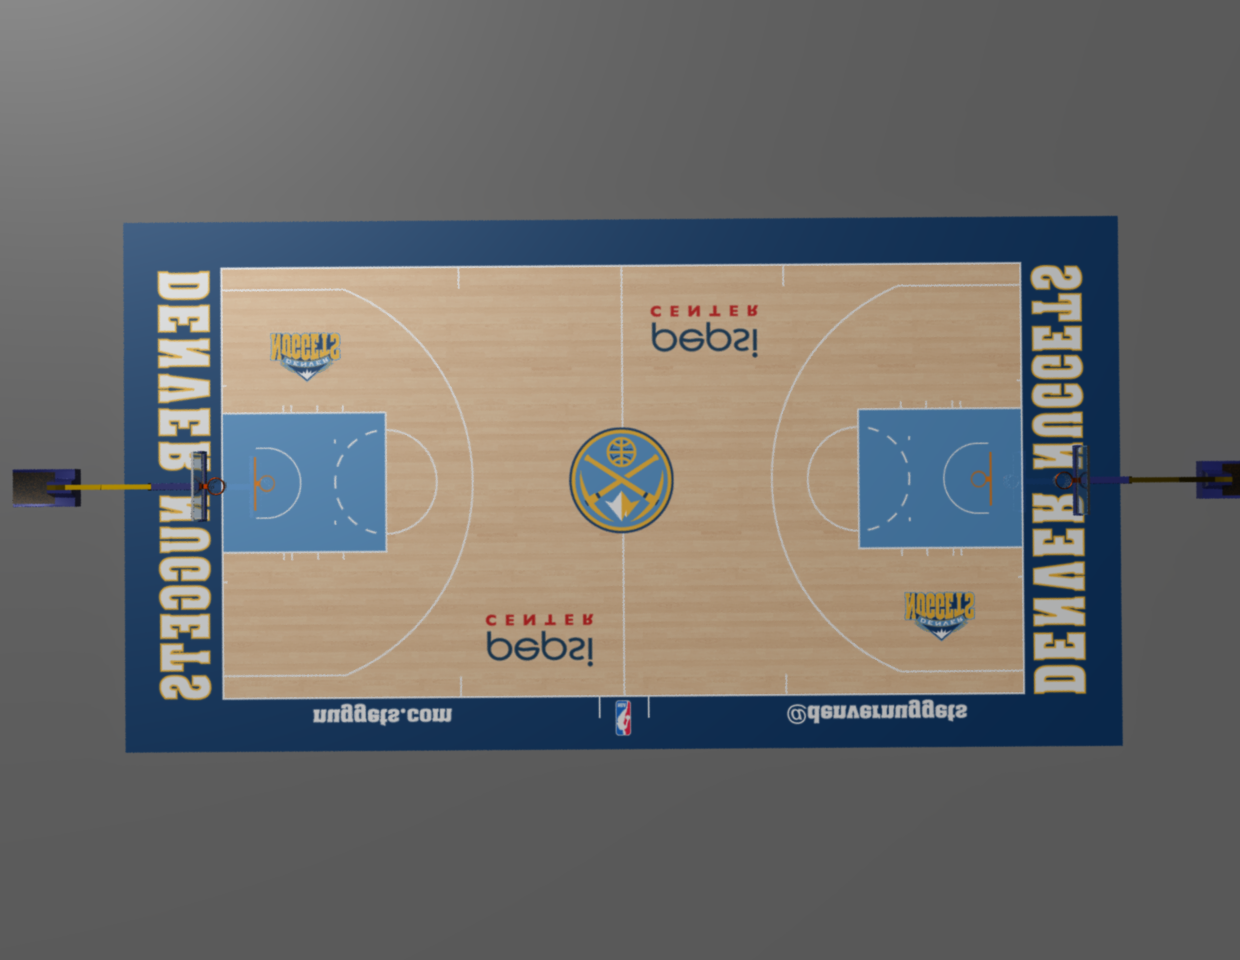 DENVER NUGGETS
NUGGETS
DENVER
CENTER
pepsi
CENTER
pepsi
NUGGETS
DENVER
DENVER NUGGETS
nuggets.com
@denvernuggets